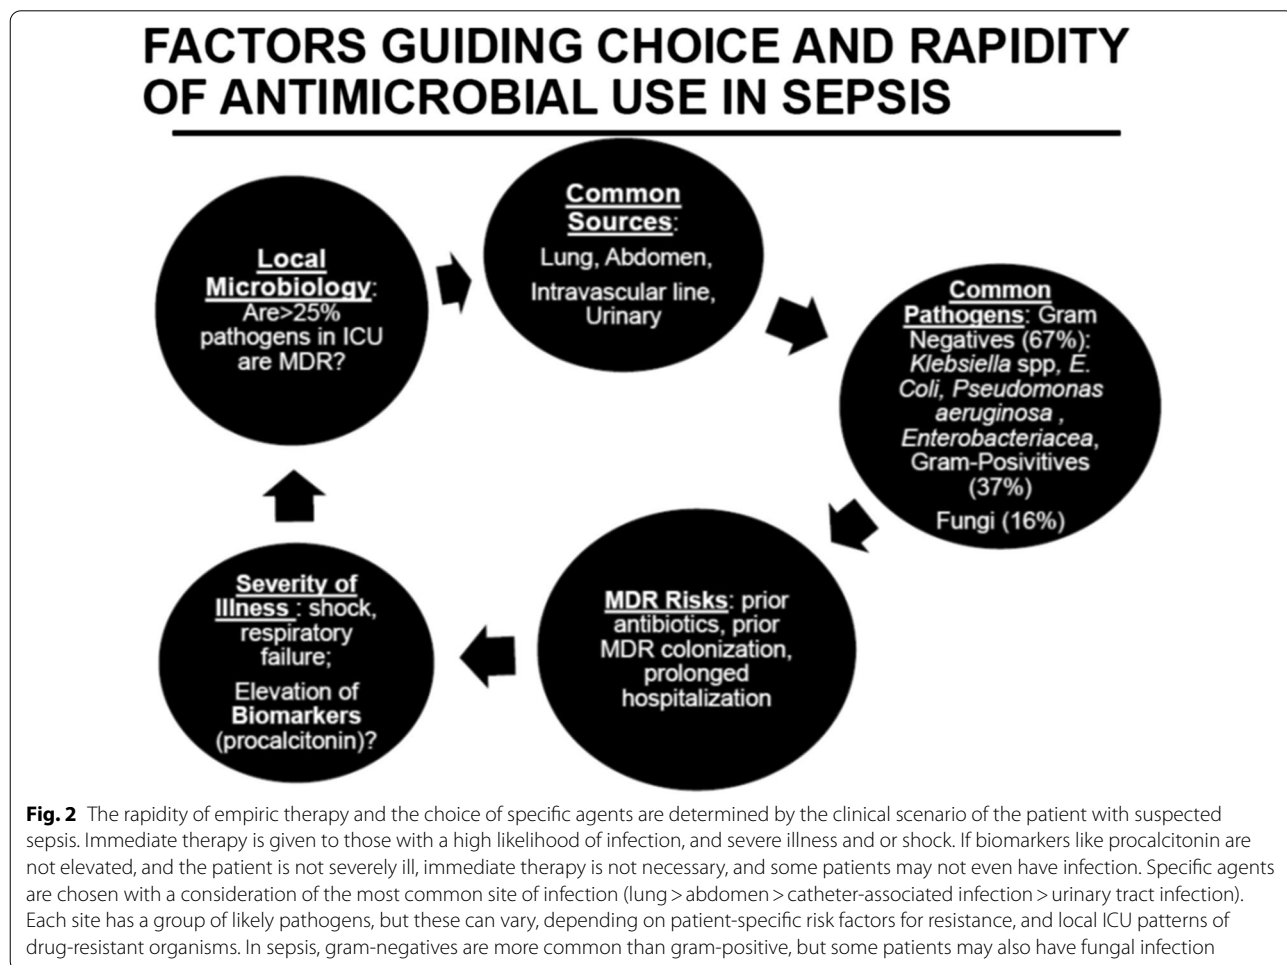 FACTORS GUIDING CHOICE AND RAPIDITY
OF ANTIMICROBIAL USE IN SEPSIS
Common
Sources:
Lung, Abdomen,
Intravascular line,
Urinary
Local
Microbiology:
Are>25%
pathogens in ICU
are MDR?
Common
Pathogens: Gram
Negatives (67%):
Klebsiella spp, E.
Coli, Pseudomonas
aeruginosa ,
Enterobacteriacea,
Gram-Posivitives
(37%)
Fungi (16%)
MDR Risks: prior
antibiotics, prior
MDR colonization,
prolonged
hospitalization
Severity of
Illness : shock,
respiratory
failure;
Elevation of
Biomarkers
(procalcitonin)?
Fig. 2 The rapidity of empiric therapy and the choice of specific agents are determined by the clinical scenario of the patient with suspected
sepsis. Immediate therapy is given to those with a high likelihood of infection, and severe illness and or shock. If biomarkers like procalcitonin are
not elevated, and the patient is not severely ill, immediate therapy is not necessary, and some patients may not even have infection. Specific agents
are chosen with a consideration of the most common site of infection (lung > abdomen > catheter-associated infection > urinary tract infection).
Each site has a group of likely pathogens, but these can vary, depending on patient-specific risk factors for resistance, and local ICU patterns of
drug-resistant organisms. In sepsis, gram-negatives are more common than gram-positive, but some patients may also have fungal infection